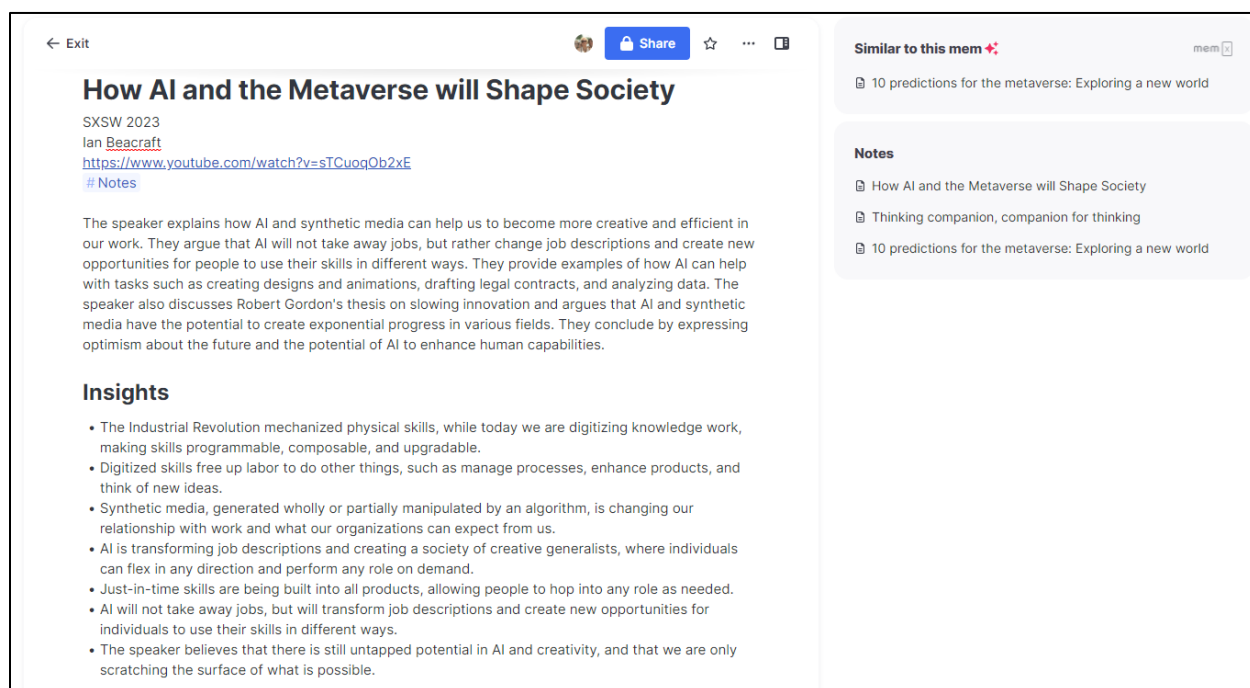 ← Exit
Share
How AI and the Metaverse will Shape Society
SXSW 2023
Ian Beacraft
https://www.youtube.com/watch?v=sTCuoqOb2xE
# Notes
The speaker explains how AI and synthetic media can help us to become more creative and efficient in
our work. They argue that AI will not take away jobs, but rather change job descriptions and create new
opportunities for people to use their skills in different ways. They provide examples of how AI can help
with tasks such as creating designs and animations, drafting legal contracts, and analyzing data. The
speaker also discusses Robert Gordon's thesis on slowing innovation and argues that AI and synthetic
media have the potential to create exponential progress in various fields. They conclude by expressing
optimism about the future and the potential of AI to enhance human capabilities.
Insights
• The Industrial Revolution mechanized physical skills, while today we are digitizing knowledge work,
making skills programmable, composable, and upgradable.
• Digitized skills free up labor to do other things, such as manage processes, enhance products, and
think of new ideas.
• Synthetic media, generated wholly or partially manipulated by an algorithm, is changing our
relationship with work and what our organizations can expect from us.
• AI is transforming job descriptions and creating a society of creative generalists, where individuals
can flex in any direction and perform any role on demand.
• Just-in-time skills are being built into all products, allowing people to hop into any role as needed.
• AI will not take away jobs, but will transform job descriptions and create new opportunities for
individuals to use their skills in different ways.
• The speaker believes that there is still untapped potential in AI and creativity, and that we are only
scratching the surface of what is possible.
Similar to this mem
mem x
10 predictions for the metaverse: Exploring a new world
Notes
How AI and the Metaverse will Shape Society
Thinking companion, companion for thinking
10 predictions for the metaverse: Exploring a new world